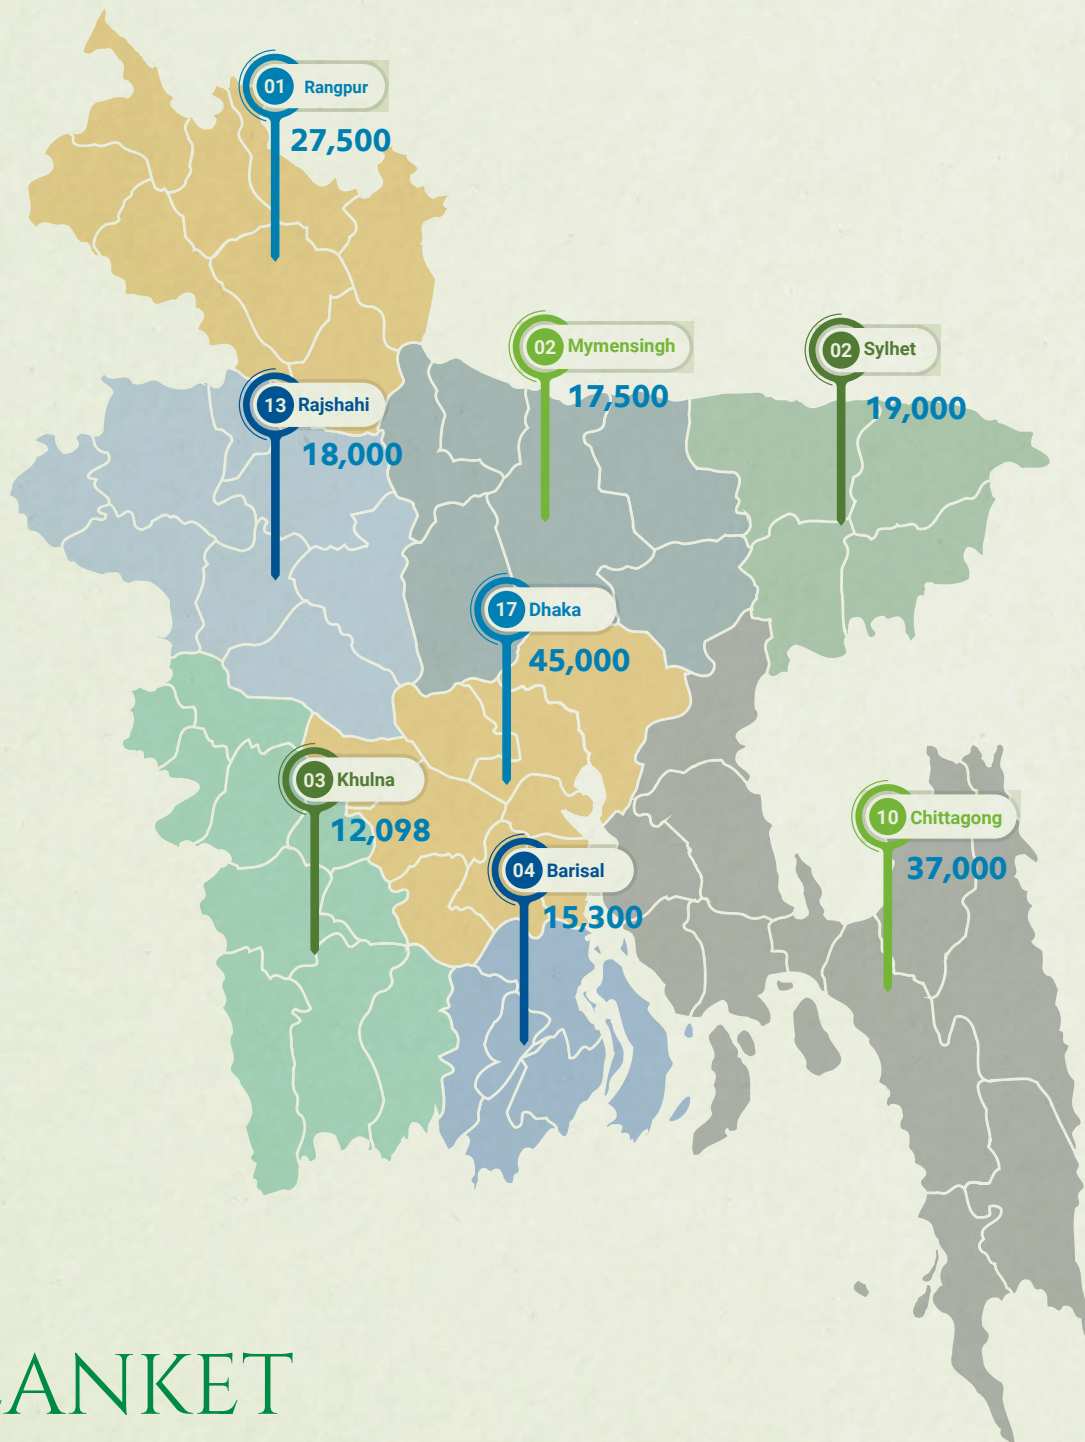 01 Rangpur
27,500
02 Mymensingh
17,500
02 Sylhet
19,000
13 Rajshahi
18,000
17 Dhaka
45,000
03 Khulna
12,098
10 Chittagong
37,000
04 Barisal
15,300
ANKET